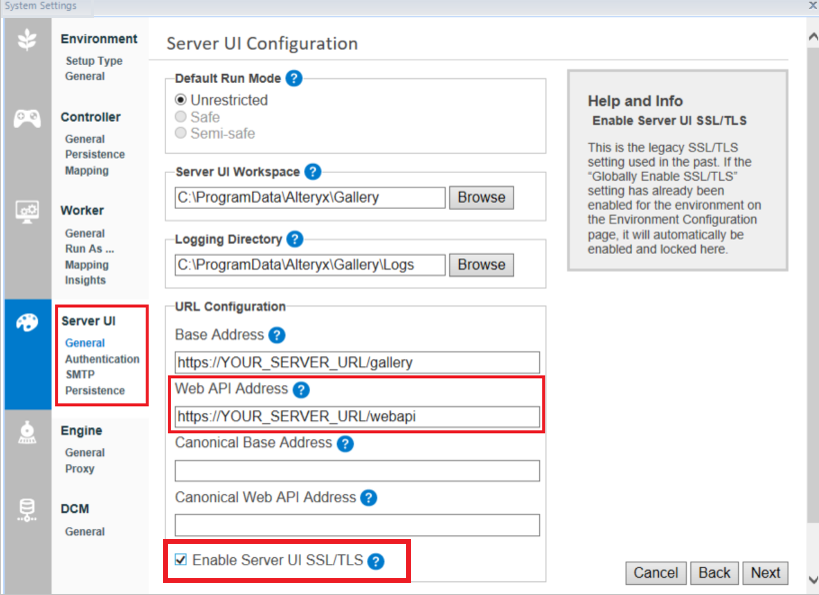 System Settings
X
Environment
Setup Type
General
Controller
General
Persistence
Mapping
Worker
General
Run As ...
Mapping
Insights
Server UI
General
Authentication
SMTP
Persistence
Engine
General
Proxy
DCM
General
Server UI Configuration
Default Run Mode ?
Unrestricted
Safe
Semi-safe
Server UI Workspace ?
C:\ProgramData\Alteryx\Gallery Browse
Logging Directory ?
C:\ProgramData\Alteryx\Gallery\Logs Browse
URL Configuration
Base Address ?
https://YOUR_SERVER_URL/gallery
Web API Address ?
https://YOUR_SERVER_URL/webapi
Canonical Base Address ?
Canonical Web API Address ?
Enable Server UI SSL/TLS ?
Help and Info
Enable Server UI SSL/TLS
This is the legacy SSL/TLS
setting used in the past. If the
“Globally Enable SSL/TLS”
setting has already been
enabled for the environment on
the Environment Configuration
page, it will automatically be
enabled and locked here.
Cancel Back Next